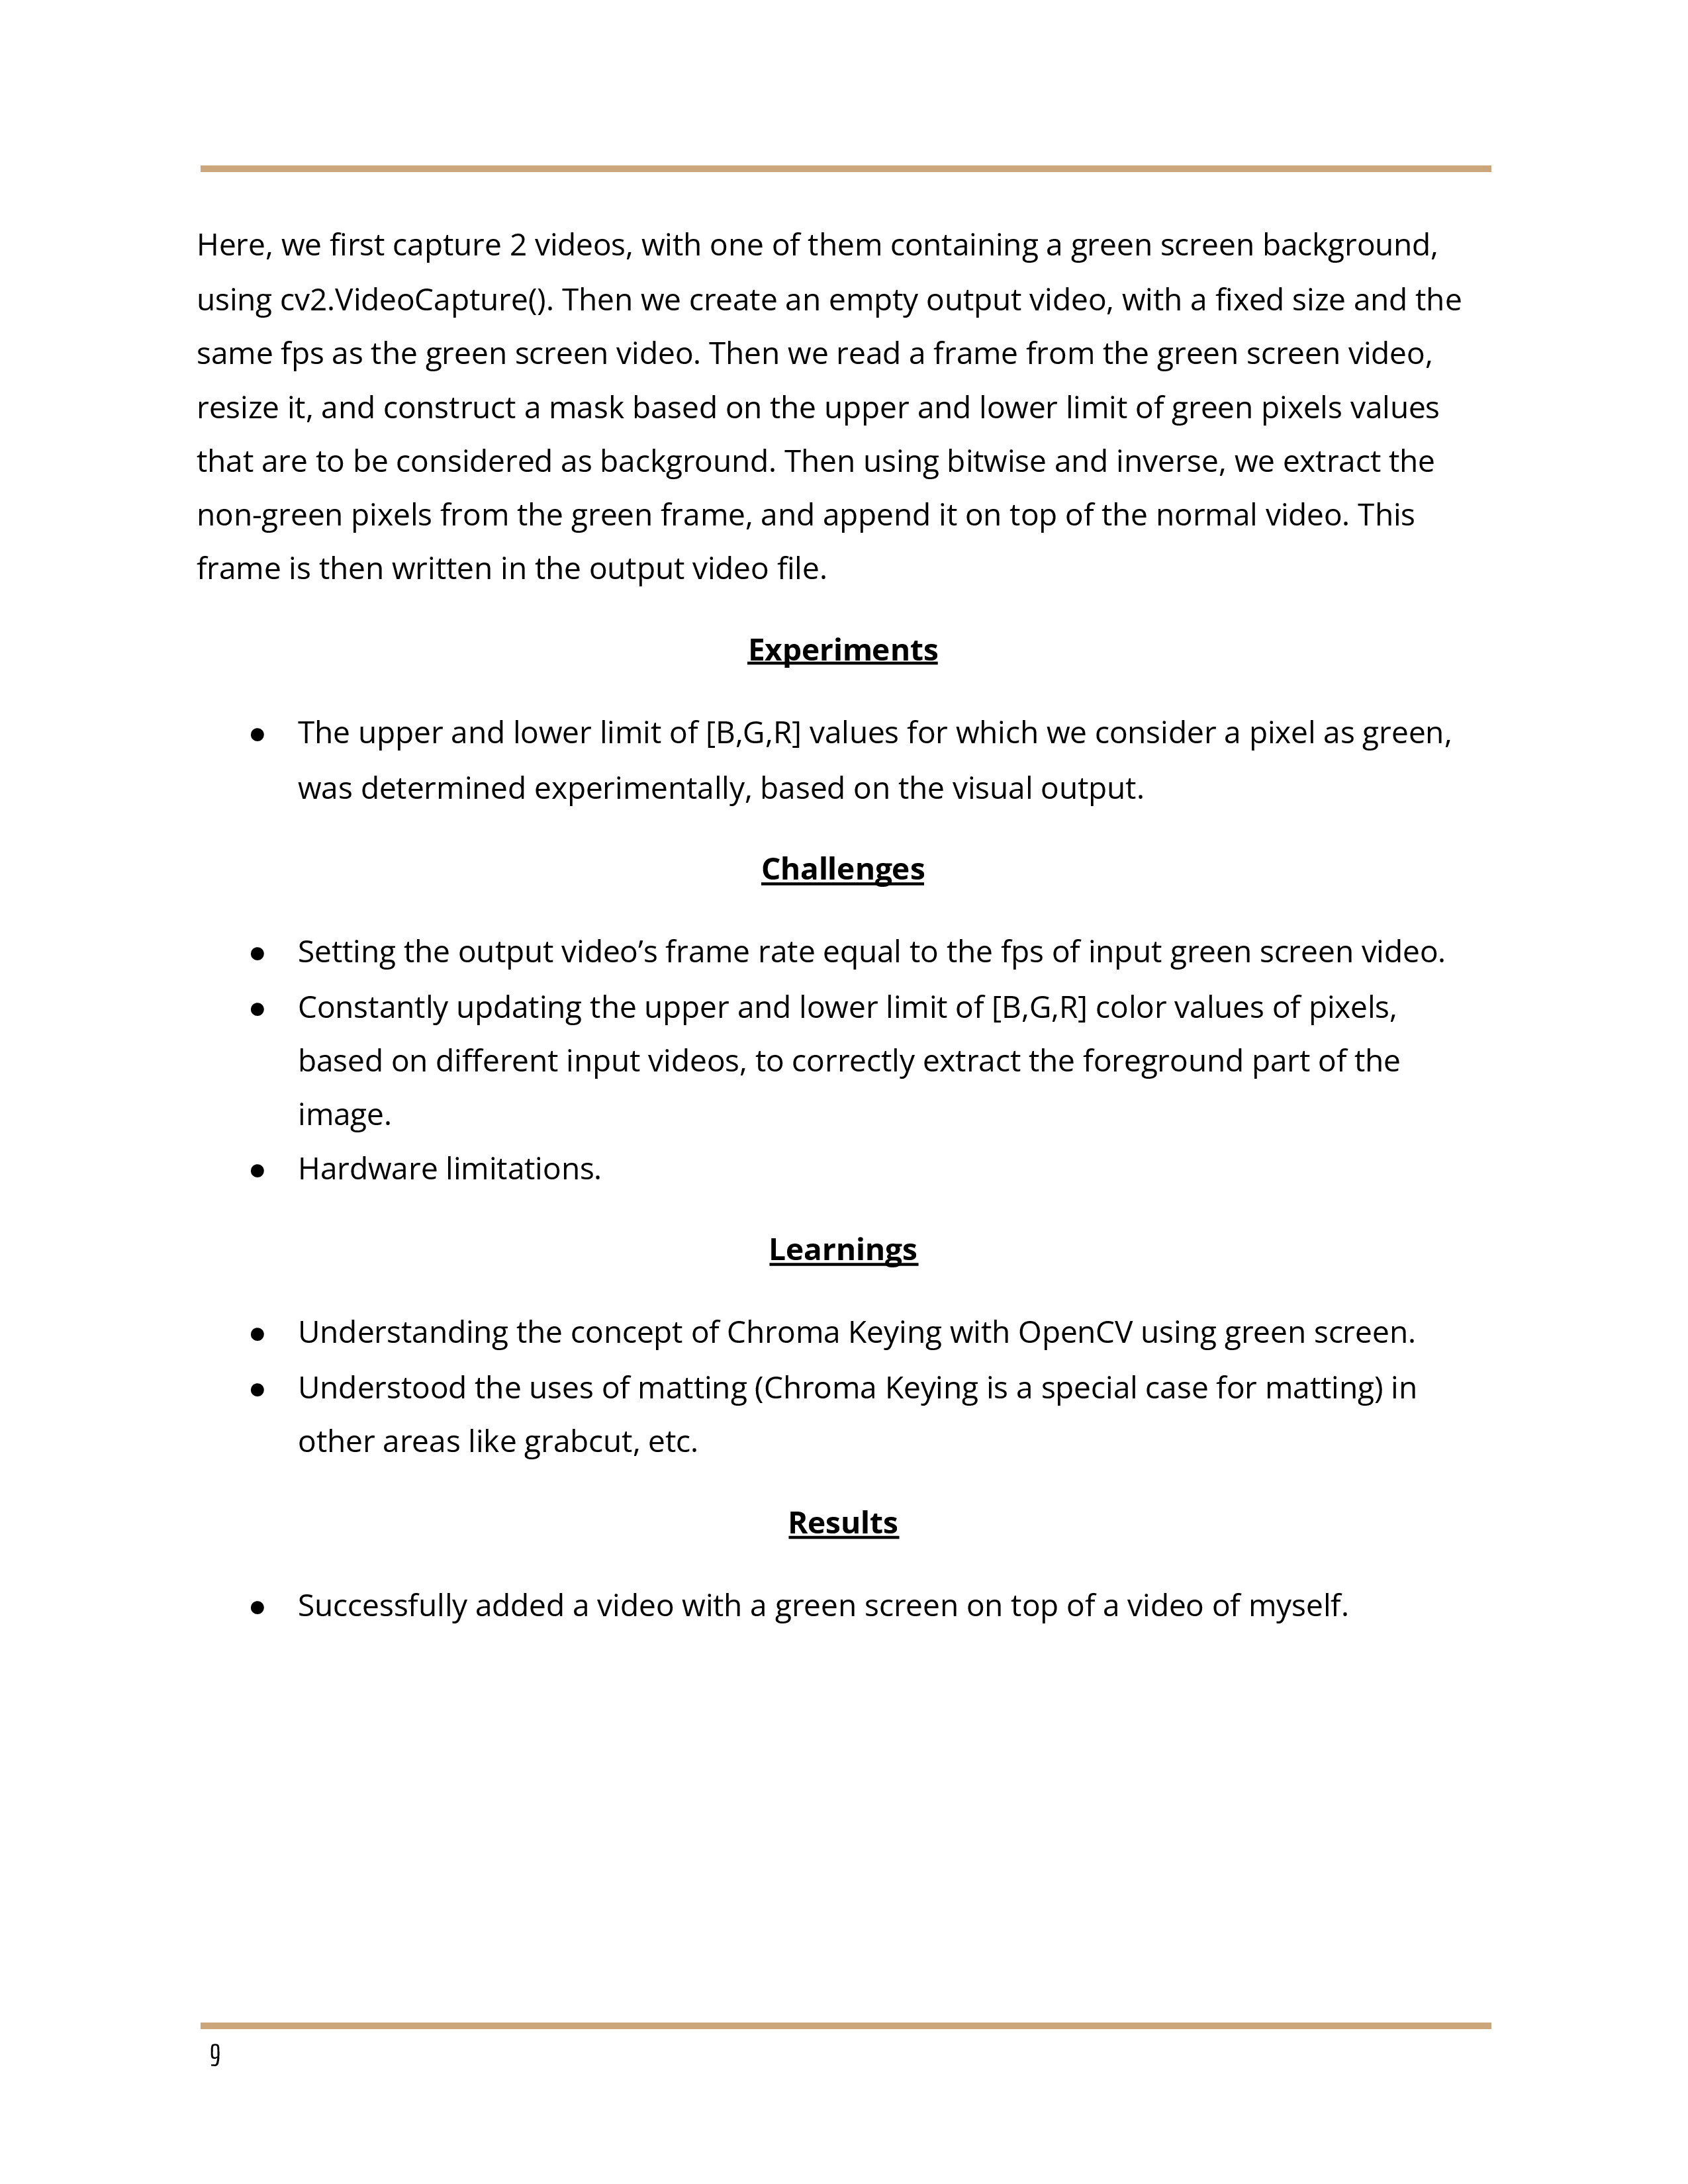 Here, we first capture 2 videos, with one of them containing a green screen background,
using cv2.VideoCapture(). Then we create an empty output video, with a fixed size and the
same fps as the green screen video. Then we read a frame from the green screen video,
resize it, and construct a mask based on the upper and lower limit of green pixels values
that are to be considered as background. Then using bitwise and inverse, we extract the
non-green pixels from the green frame, and append it on top of the normal video. This
frame is then written in the output video file.
Experiments
● The upper and lower limit of [B,G,R] values for which we consider a pixel as green,
was determined experimentally, based on the visual output.
Challenges
● Setting the output video’s frame rate equal to the fps of input green screen video.
● Constantly updating the upper and lower limit of [B,G,R] color values of pixels,
based on different input videos, to correctly extract the foreground part of the
image.
● Hardware limitations.
Learnings
● Understanding the concept of Chroma Keying with OpenCV using green screen.
● Understood the uses of matting (Chroma Keying is a special case for matting) in
other areas like grabcut, etc.
Results
● Successfully added a video with a green screen on top of a video of myself.
9